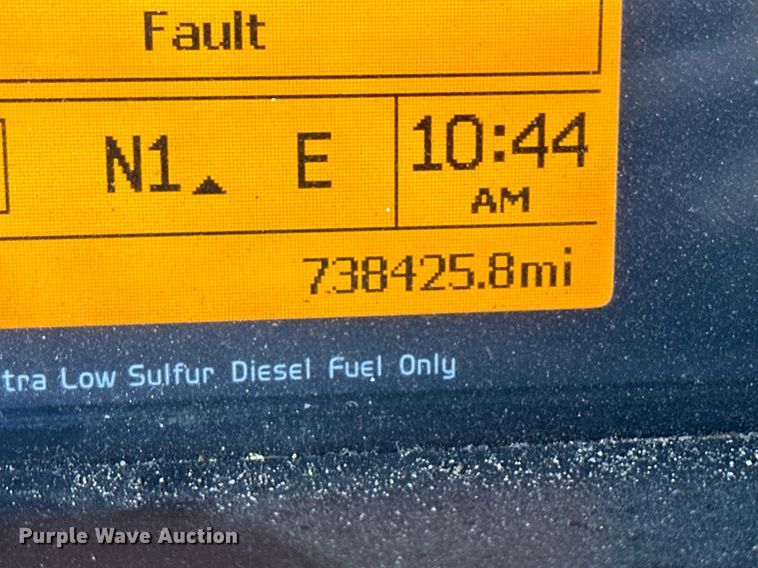 Fault
N1 E 10:44
AM
738425.8mi
tra Low Sulfur Diesel Fuel Only
Purple Wave Auction